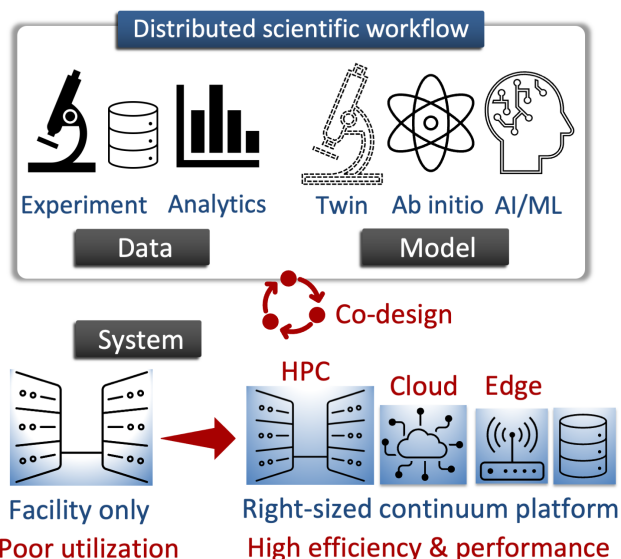 Distributed scientific workflow
Experiment Analytics Twin Ab initio AI/ML
Data Model
Co-design
System
HPC Cloud Edge
Facility only Right-sized continuum platform
Poor utilization High efficiency & performance